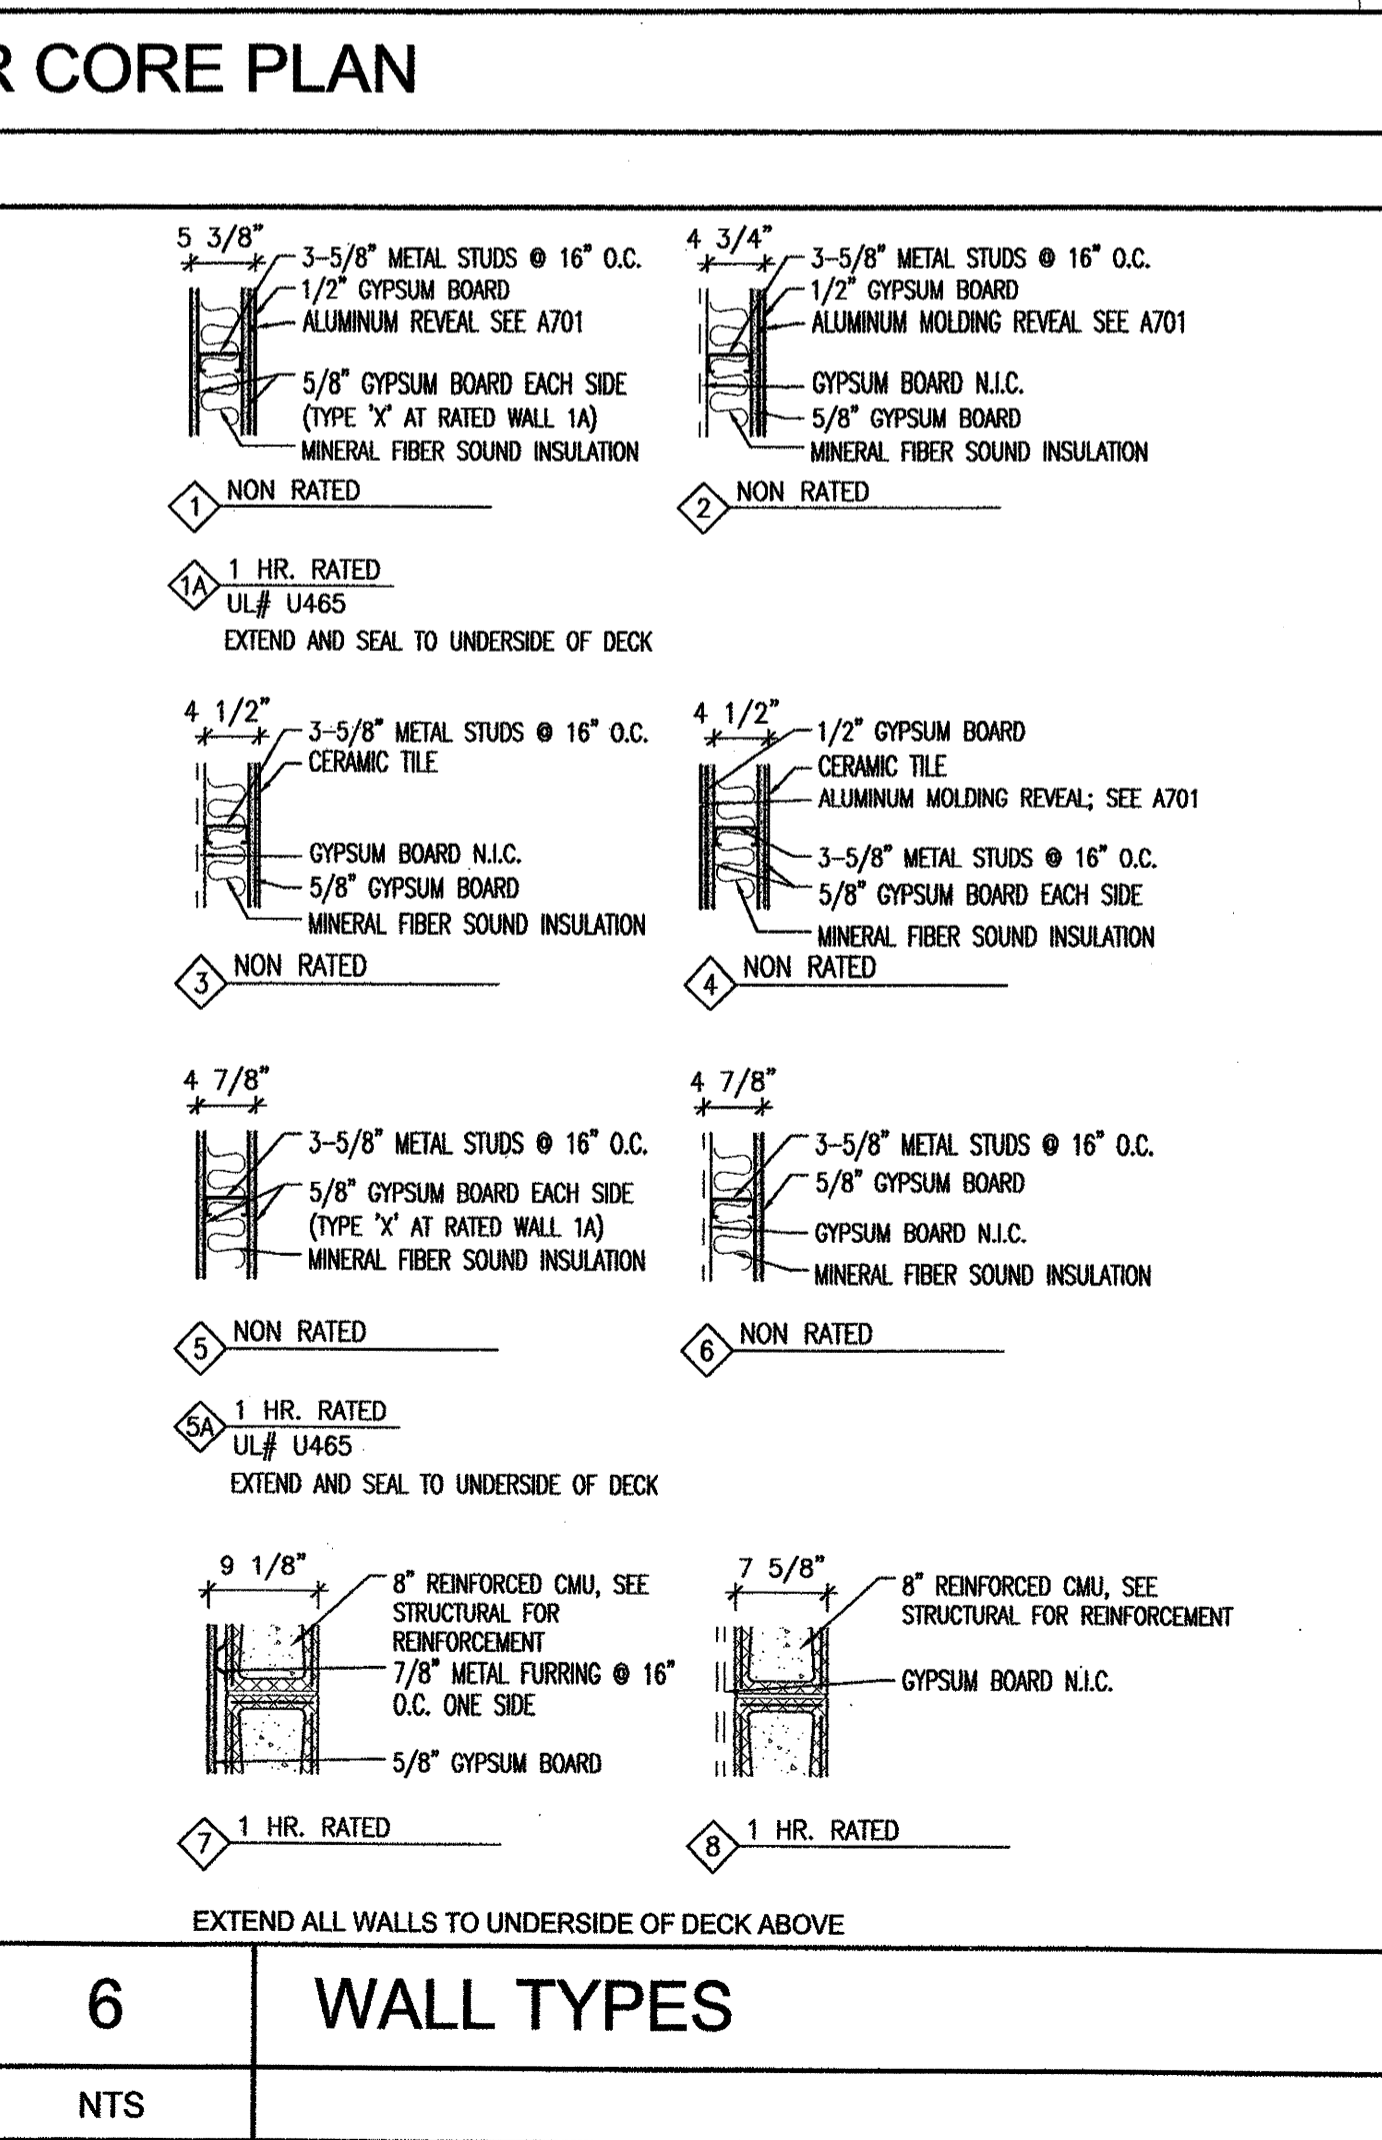 R CORE PLAN
5 3/8"
3-5/8" METAL STUDS @ 16" O.C.
1/2" GYPSUM BOARD
ALUMINUM REVEAL SEE A701
5/8" GYPSUM BOARD EACH SIDE
(TYPE 'X' AT RATED WALL 1A)
MINERAL FIBER SOUND INSULATION
1 NON RATED
1A 1 HR. RATED
UL# U465
EXTEND AND SEAL TO UNDERSIDE OF DECK
4 3/4"
3-5/8" METAL STUDS @ 16" O.C.
1/2" GYPSUM BOARD
ALUMINUM MOLDING REVEAL SEE A701
GYPSUM BOARD N.I.C.
5/8" GYPSUM BOARD
MINERAL FIBER SOUND INSULATION
2 NON RATED
4 1/2"
3-5/8" METAL STUDS @ 16" O.C.
CERAMIC TILE
GYPSUM BOARD N.I.C.
5/8" GYPSUM BOARD
MINERAL FIBER SOUND INSULATION
3 NON RATED
4 1/2"
1/2" GYPSUM BOARD
CERAMIC TILE
ALUMINUM MOLDING REVEAL; SEE A701
3-5/8" METAL STUDS @ 16" O.C.
5/8" GYPSUM BOARD EACH SIDE
MINERAL FIBER SOUND INSULATION
4 NON RATED
4 7/8"
3-5/8" METAL STUDS @ 16" O.C.
5/8" GYPSUM BOARD EACH SIDE
(TYPE 'X' AT RATED WALL 1A)
MINERAL FIBER SOUND INSULATION
5 NON RATED
5A 1 HR. RATED
UL# U465
EXTEND AND SEAL TO UNDERSIDE OF DECK
4 7/8"
3-5/8" METAL STUDS @ 16" O.C.
5/8" GYPSUM BOARD
GYPSUM BOARD N.I.C.
MINERAL FIBER SOUND INSULATION
6 NON RATED
9 1/8"
8" REINFORCED CMU, SEE
STRUCTURAL FOR
REINFORCEMENT
7/8" METAL FURRING @ 16"
O.C. ONE SIDE
5/8" GYPSUM BOARD
7 1 HR. RATED
7 5/8"
8" REINFORCED CMU, SEE
STRUCTURAL FOR REINFORCEMENT
GYPSUM BOARD N.I.C.
8 1 HR. RATED
EXTEND ALL WALLS TO UNDERSIDE OF DECK ABOVE
6 WALL TYPES
NTS